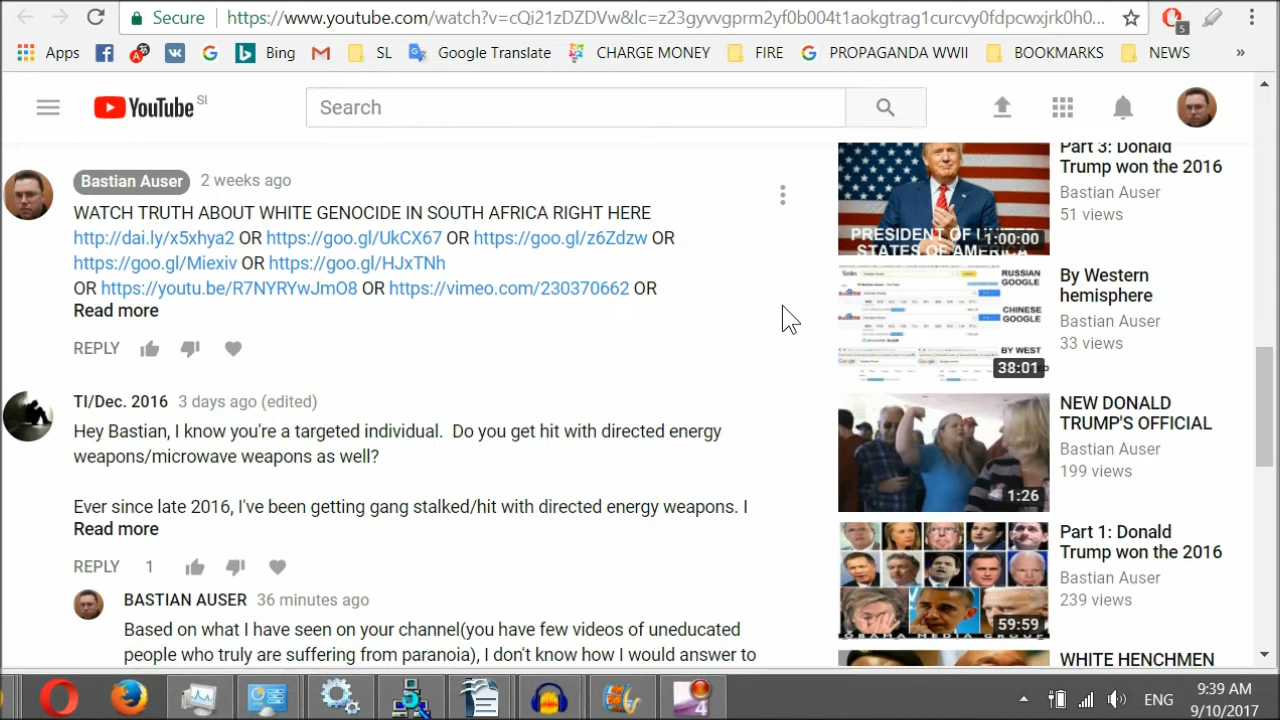 Secure https://www.youtube.com/watch?v=cQi21zDZDVw&lc=z23gyvvgprm2yf0b004t1aokgtrag1curcvy0fdpcwxjrk0h0...
5
Apps Bing SL Google Translate CHARGE MONEY FIRE PROPAGANDA WWII BOOKMARKS NEWS »
YouTube SI
Search
Bastian Auser 2 weeks ago
WATCH TRUTH ABOUT WHITE GENOCIDE IN SOUTH AFRICA RIGHT HERE
http://dai.ly/x5xhya2 OR https://goo.gl/UkCX67 OR https://goo.gl/z6Zdzw OR
https://goo.gl/Miexiv OR https://goo.gl/HJxTNh
OR https://youtu.be/R7NYRYwJmO8 OR https://vimeo.com/230370662 OR
Read more
REPLY
TI/Dec. 2016 3 days ago (edited)
Hey Bastian, I know you're a targeted individual. Do you get hit with directed energy
weapons/microwave weapons as well?
Ever since late 2016, I've been getting gang stalked/hit with directed energy weapons. I
Read more
REPLY 1
BASTIAN AUSER 36 minutes ago
Based on what I have seen on your channel(you have few videos of uneducated
people who truly are suffering from paranoia), I don't know how I would answer to
PRESIDENT OF UNITED
STATES OF AMERICA
1:00:00
Part 3: Donald
Trump won the 2016
Bastian Auser
51 views
RUSSIAN
GOOGLE
CHINESE
GOOGLE
BY WEST
38:01
By Western
hemisphere
Bastian Auser
33 views
1:26
NEW DONALD
TRUMP'S OFFICIAL
Bastian Auser
199 views
OBAMA MEDIA GROUP
59:59
Part 1: Donald
Trump won the 2016
Bastian Auser
239 views
WHITE HENCHMEN
4
ENG
9:39 AM
9/10/2017